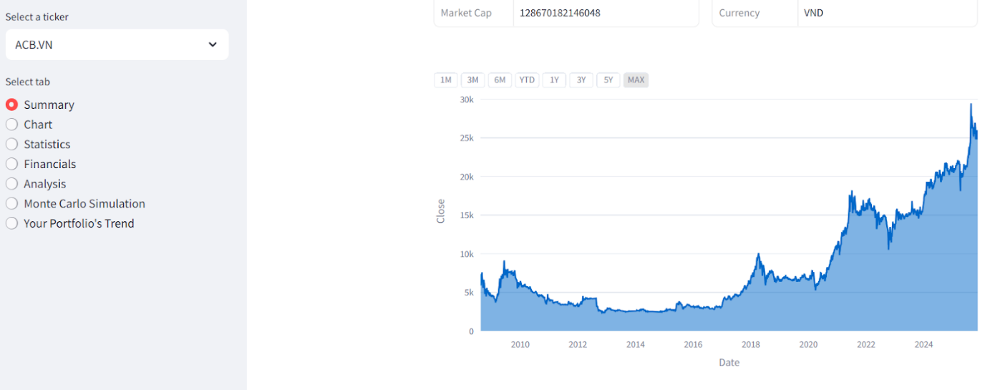 Select a ticker
ACB.VN
Select tab
Summary
Chart
Statistics
Financials
Analysis
Monte Carlo Simulation
Your Portfolio's Trend
Market Cap 128670182146048 Currency VND
1M 3M 6M YTD 1Y 3Y 5Y MAX
30k
25k
20k
15k
10k
5k
0
Close
2010 2012 2014 2016 2018 2020 2022 2024
Date